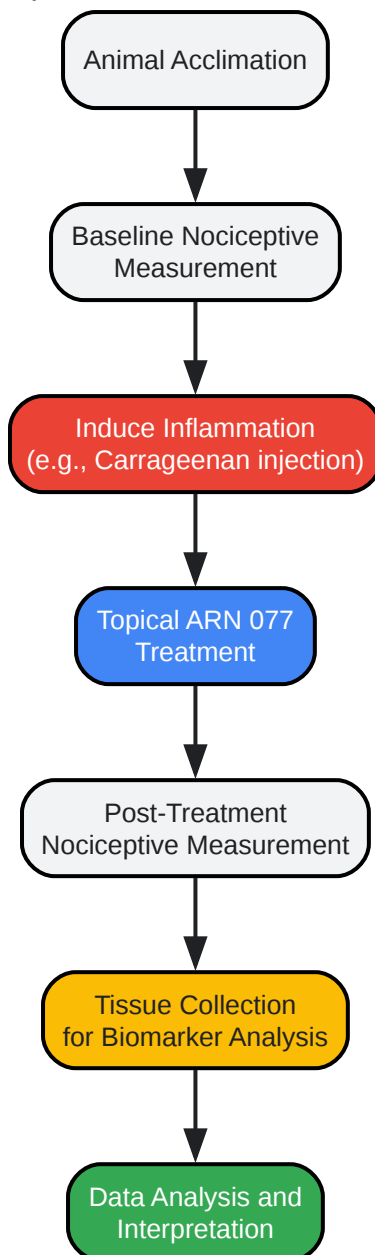 Animal Acclimation
Baseline Nociceptive
Measurement
Induce Inflammation
(e.g., Carrageenan injection)
Topical ARN 077
Treatment
Post-Treatment
Nociceptive Measurement
Tissue Collection
for Biomarker Analysis
Data Analysis and
Interpretation